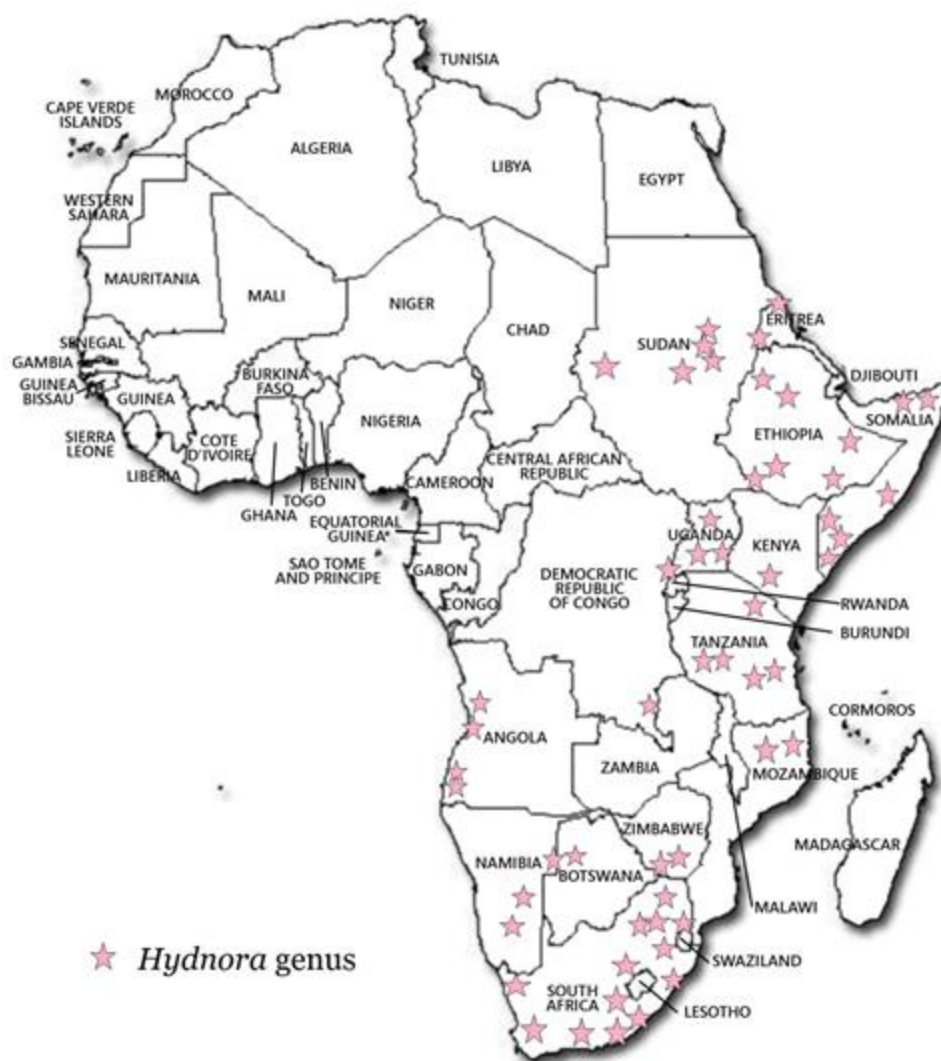 TUNISIA
MOROCCO
CAPE VERDE
ISLANDS
ALGERIA
LIBYA
EGYPT
WESTERN
SAHARA
MAURITANIA
MALI
NIGER
CHAD
SUDAN
ERITREA
SENEGAL
GAMBIA
GUINEA
BISSAU
GUINEA
BURKINA
FASO
DJIBOUTI
SOMALIA
NIGERIA
ETHIOPIA
SIERRA
LEONE
COTE
D'IVOIRE
LIBERIA
BENIN
TOGO
GHANA
CAMEROON
CENTRAL AFRICAN
REPUBLIC
EQUATORIAL
GUINEA
SAO TOME
AND PRINCIPE
GABON
CONGO
DEMOCRATIC
REPUBLIC
OF CONGO
UGANDA
KENYA
RWANDA
BURUNDI
TANZANIA
CORMOROS
ANGOLA
ZAMBIA
MOZAMBIQUE
ZIMBABWE
MADAGASCAR
NAMIBIA
BOTSWANA
MALAWI
SWAZILAND
SOUTH
AFRICA
LESOTHO
Hydnora genus